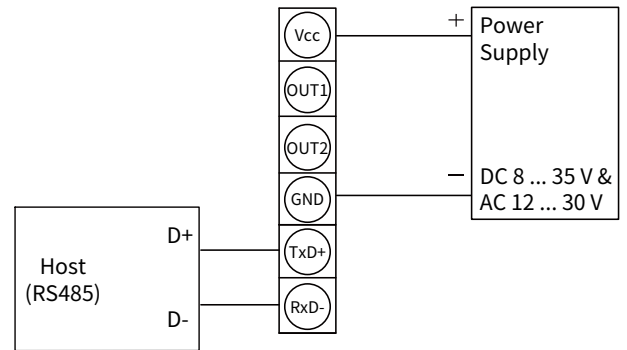 Vcc
OUT1
OUT2
GND
TxD+
RxD-
+
Power
Supply
–
DC 8 ... 35 V &
AC 12 ... 30 V
D+
Host
(RS485)
D-